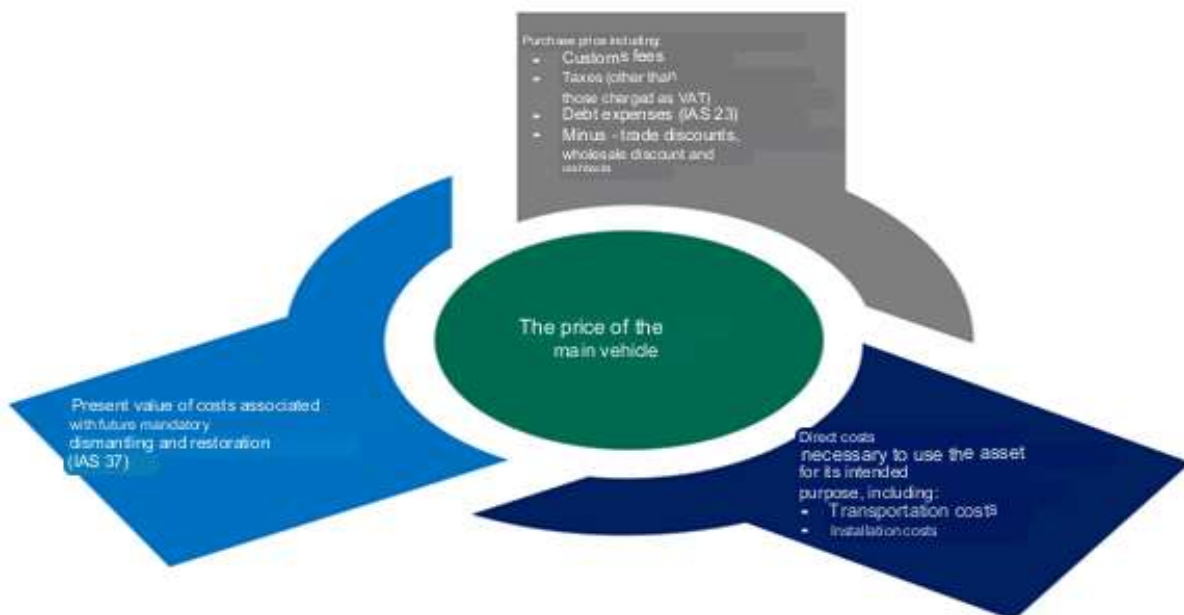 Purchase price including:
- Customs fees
- Taxes (other than
those charged as VAT)
- Debt expenses (IAS 23)
- Minus - trade discounts,
wholesale discount and
The price of the
main vehicle
Present value of costs associated
with future mandatory
dismantling and restoration
(IAS 37)
Direct costs
necessary to use the asset
for its intended
purpose, including:
- Transportation costs
- Installation costs